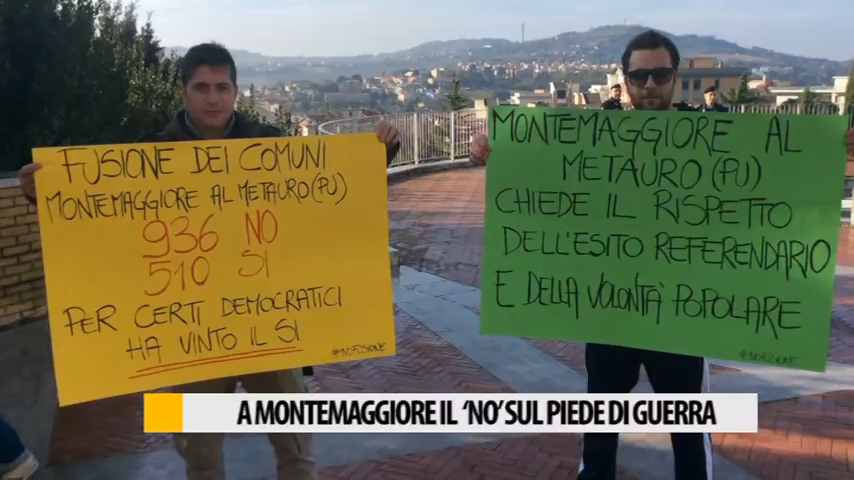 FUSIONE DEI COMUNI
MONTEMAGGIORE AL METAURO (PU)
936 NO
510 SI
PER CERTI DEMOCRATICI
HA VINTO IL SI
#NOFUSIONE
MONTEMAGGIORE AL
METAURO (PU)
CHIEDE IL RISPETTO
DELL'ESITO REFERENDARIO
E DELLA VOLONTÀ POPOLARE
#NOFUSIONE
A MONTEMAGGIORE IL ‘NO’ SUL PIEDE DI GUERRA